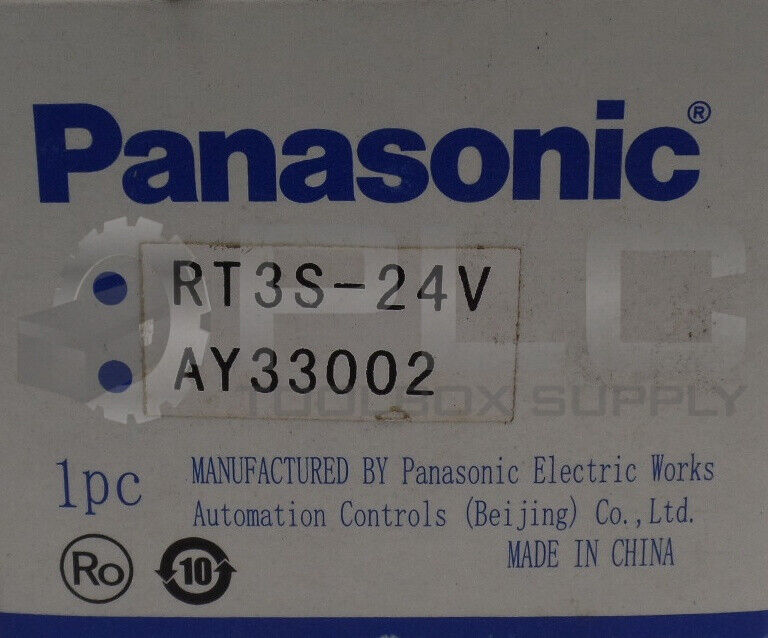 Panasonic®
RT3S-24V
AY33002
PLC
TOOLBOX SUPPLY
1pc
MANUFACTURED BY Panasonic Electric Works
Automation Controls (Beijing) Co.,Ltd.
MADE IN CHINA
Ro
10